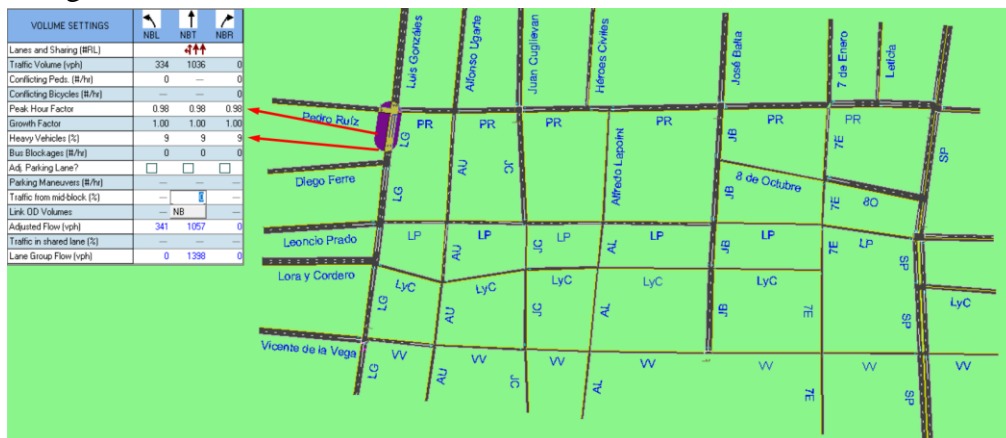 VOLUME SETTINGS NBL NBT NBR
Lanes and Sharing (#RL)
Traffic Volume (vph) 334 1036 0
Conflicting Peds. (#/hr) 0 — 0
Conflicting Bicycles (#/hr) — 0
Peak Hour Factor 0.98 0.98 0.98
Growth Factor 1.00 1.00 1.00
Heavy Vehicles (%) 9 9 9
Bus Blockages (#/hr) 0 0 0
Adj. Parking Lane?
Parking Maneuvers (#/hr) — — —
Traffic from mid-block (%) — 0 —
Link OD Volumes — NB —
Adjusted Flow (vph) 341 1057 0
Traffic in shared lane (%) — — —
Lane Group Flow (vph) 0 1398 0
Luis Gonzáles
Alfonso Ugarte
Juan Cuglievan
Héroes Civiles
José Balta
7 de Enero
Leticia
Pedro Ruíz
PR PR PR PR PR PR
LG AU JC Alfredo Lapoint JB 7E SP
Diego Ferre
8 de Octubre
8O
LG AU JB 7E
Leoncio Prado
LP LP LP LP LP LP
JC AL JB 7E SP
Lora y Cordero
LyC LyC LyC LyC LyC
LG AU JC AL JB 7E SP
Vicente de la Vega
VV VV VV VV VV VV
LG AU JC AL 7E SP